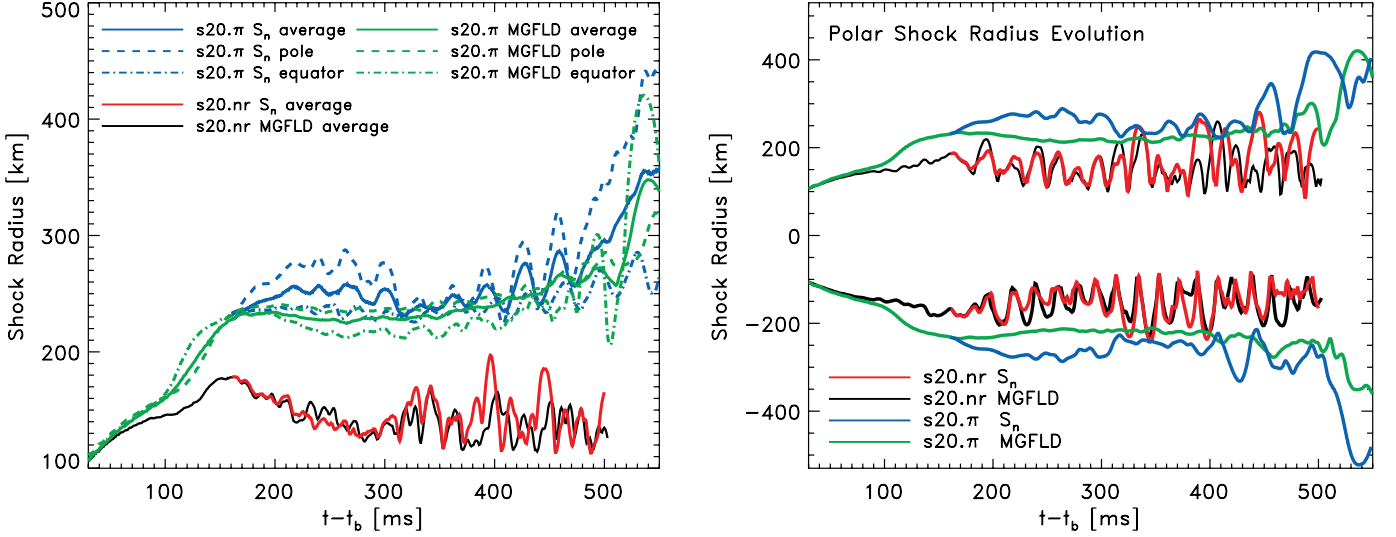 s20.π Sn average
s20.π Sn pole
s20.π Sn equator
s20.π MGFLD average
s20.π MGFLD pole
s20.π MGFLD equator
s20.nr Sn average
s20.nr MGFLD average
500
400
300
200
100
Shock Radius [km]
100 200 300 400 500
t−tb [ms]
Polar Shock Radius Evolution
400
200
0
−200
−400
Shock Radius [km]
s20.nr Sn
s20.nr MGFLD
s20.π Sn
s20.π MGFLD
100 200 300 400 500
t−tb [ms]